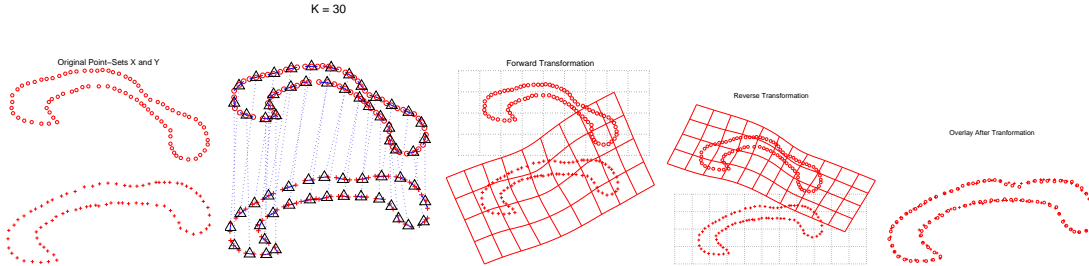 K = 30
Original Point-Sets X and Y
Forward Transformation
Reverse Transformation
Overlay After Tranformation